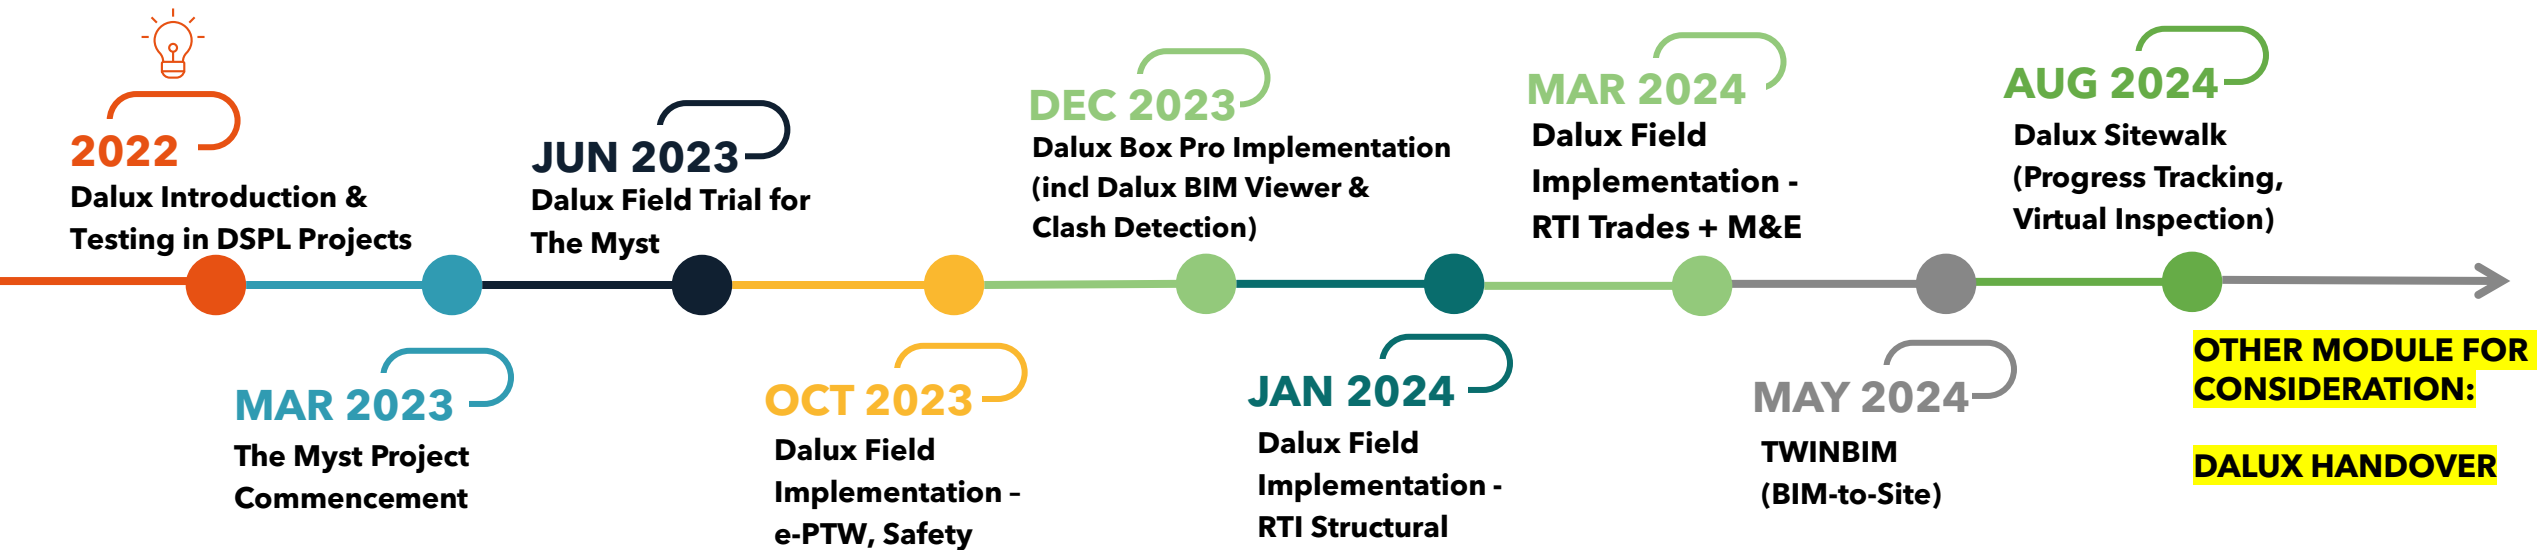 2022
Dalux Introduction &
Testing in DSPL Projects
MAR 2023
The Myst Project
Commencement
JUN 2023
Dalux Field Trial for
The Myst
OCT 2023
Dalux Field
Implementation –
e-PTW, Safety
DEC 2023
Dalux Box Pro Implementation
(incl Dalux BIM Viewer &
Clash Detection)
JAN 2024
Dalux Field
Implementation -
RTI Structural
MAR 2024
Dalux Field
Implementation -
RTI Trades + M&E
MAY 2024
TWINBIM
(BIM-to-Site)
AUG 2024
Dalux Sitewalk
(Progress Tracking,
Virtual Inspection)
OTHER MODULE FOR
CONSIDERATION:
DALUX HANDOVER